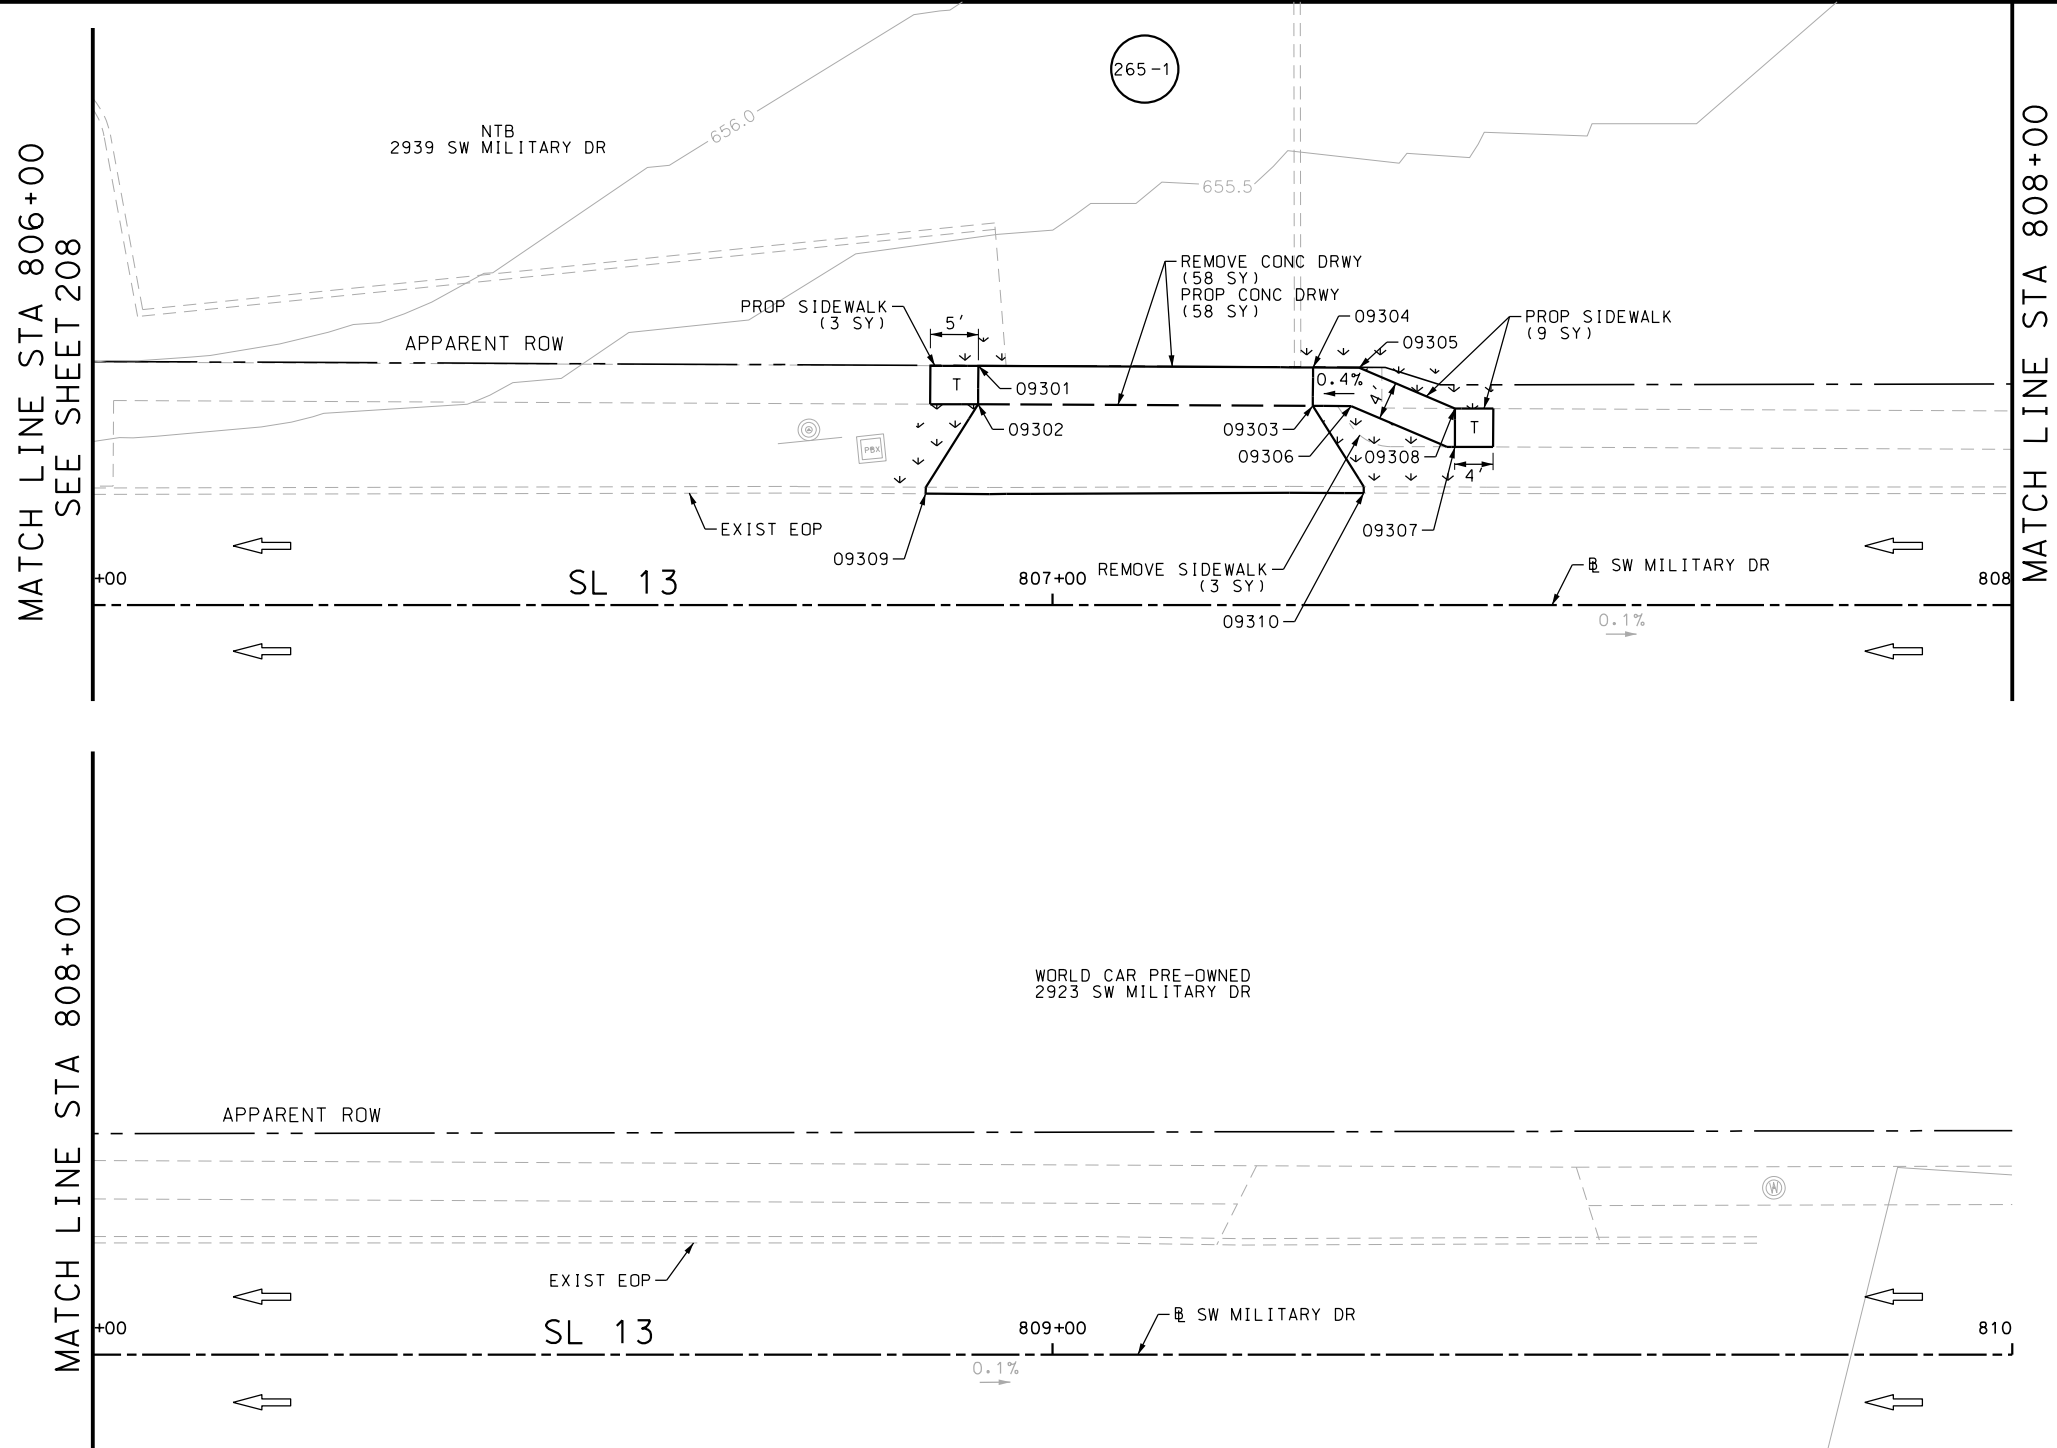 265-1
NTB
2939 SW MILITARY DR
656.0
655.5
MATCH LINE STA 806+00
SEE SHEET 208
MATCH LINE STA 808+00
REMOVE CONC DRWY
(58 SY)
PROP CONC DRWY
(58 SY)
PROP SIDEWALK
(3 SY)
5'
09304
PROP SIDEWALK
(9 SY)
09305
APPARENT ROW
T
09301
0.4%
4'
09302
09303
T
09306
09308
PBX
4'
EXIST EOP
09307
09309
REMOVE SIDEWALK
(3 SY)
+00
SL 13
807+00
℄ SW MILITARY DR
808
09310
0.1%
MATCH LINE STA 808+00
WORLD CAR PRE-OWNED
2923 SW MILITARY DR
APPARENT ROW
W
EXIST EOP
+00
SL 13
809+00
℄ SW MILITARY DR
810
0.1%